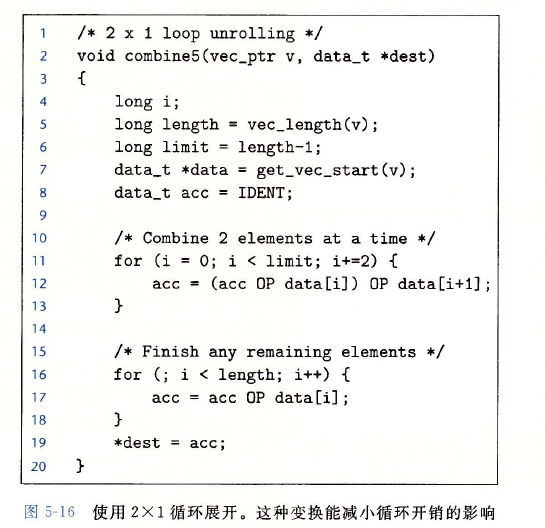 1 /* 2 x 1 loop unrolling */
2 void combine5(vec_ptr v, data_t *dest)
3 {
4     long i;
5     long length = vec_length(v);
6     long limit = length-1;
7     data_t *data = get_vec_start(v);
8     data_t acc = IDENT;
9
10     /* Combine 2 elements at a time */
11     for (i = 0; i < limit; i+=2) {
12         acc = (acc OP data[i]) OP data[i+1];
13     }
14
15     /* Finish any remaining elements */
16     for (; i < length; i++) {
17         acc = acc OP data[i];
18     }
19     *dest = acc;
20 }
图 5-16 使用 2×1 循环展开。这种变换能减小循环开销的影响